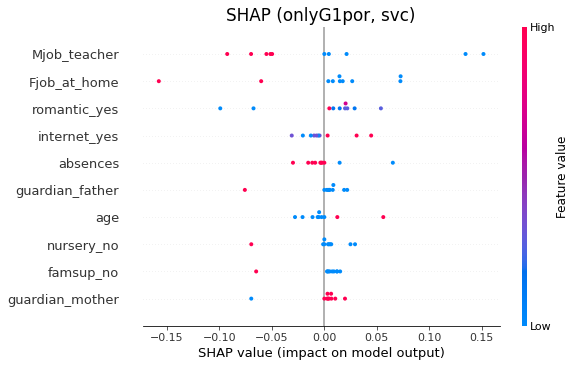 SHAP (onlyG1por, svc)
High
Mjob_teacher
Fjob_at_home
romantic_yes
internet_yes
absences
guardian_father
age
nursery_no
famsup_no
guardian_mother
Feature value
Low
−0.15 −0.10 −0.05 0.00 0.05 0.10 0.15
SHAP value (impact on model output)